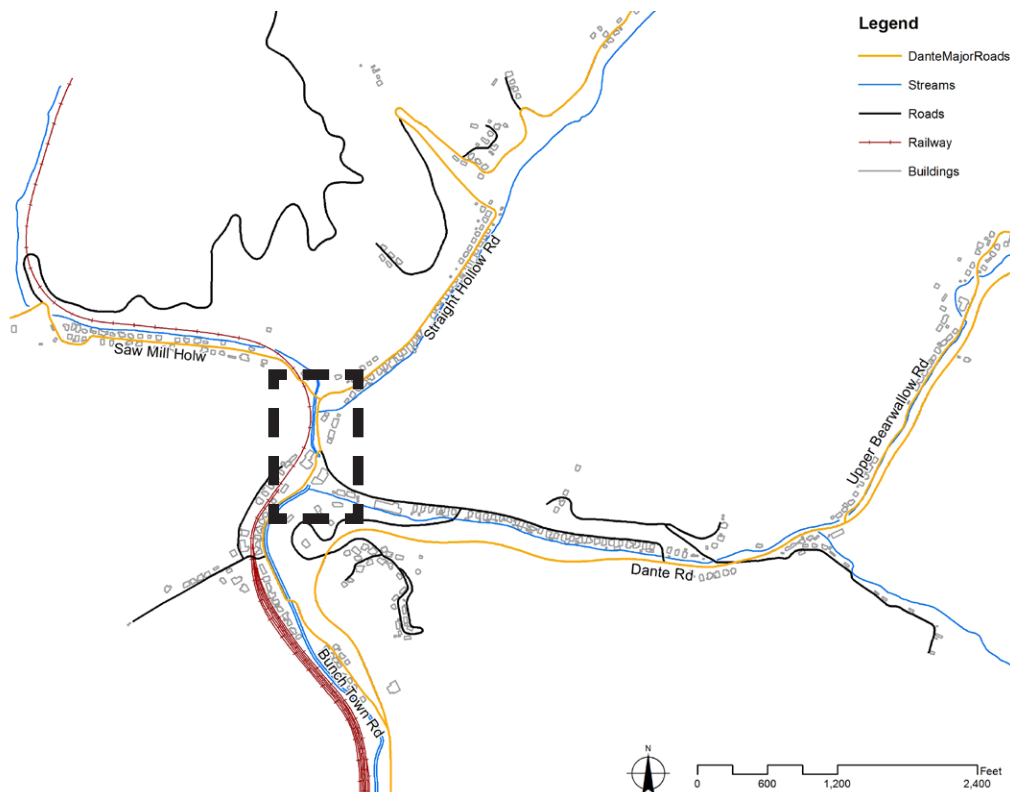 Legend
DanteMajorRoads
Streams
Roads
Railway
Buildings
Straight Hollow Rd
Saw Mill Holw
Upper Bearwallow Rd
Dante Rd
Bunch Town Rd
N
Feet
0 600 1,200 2,400